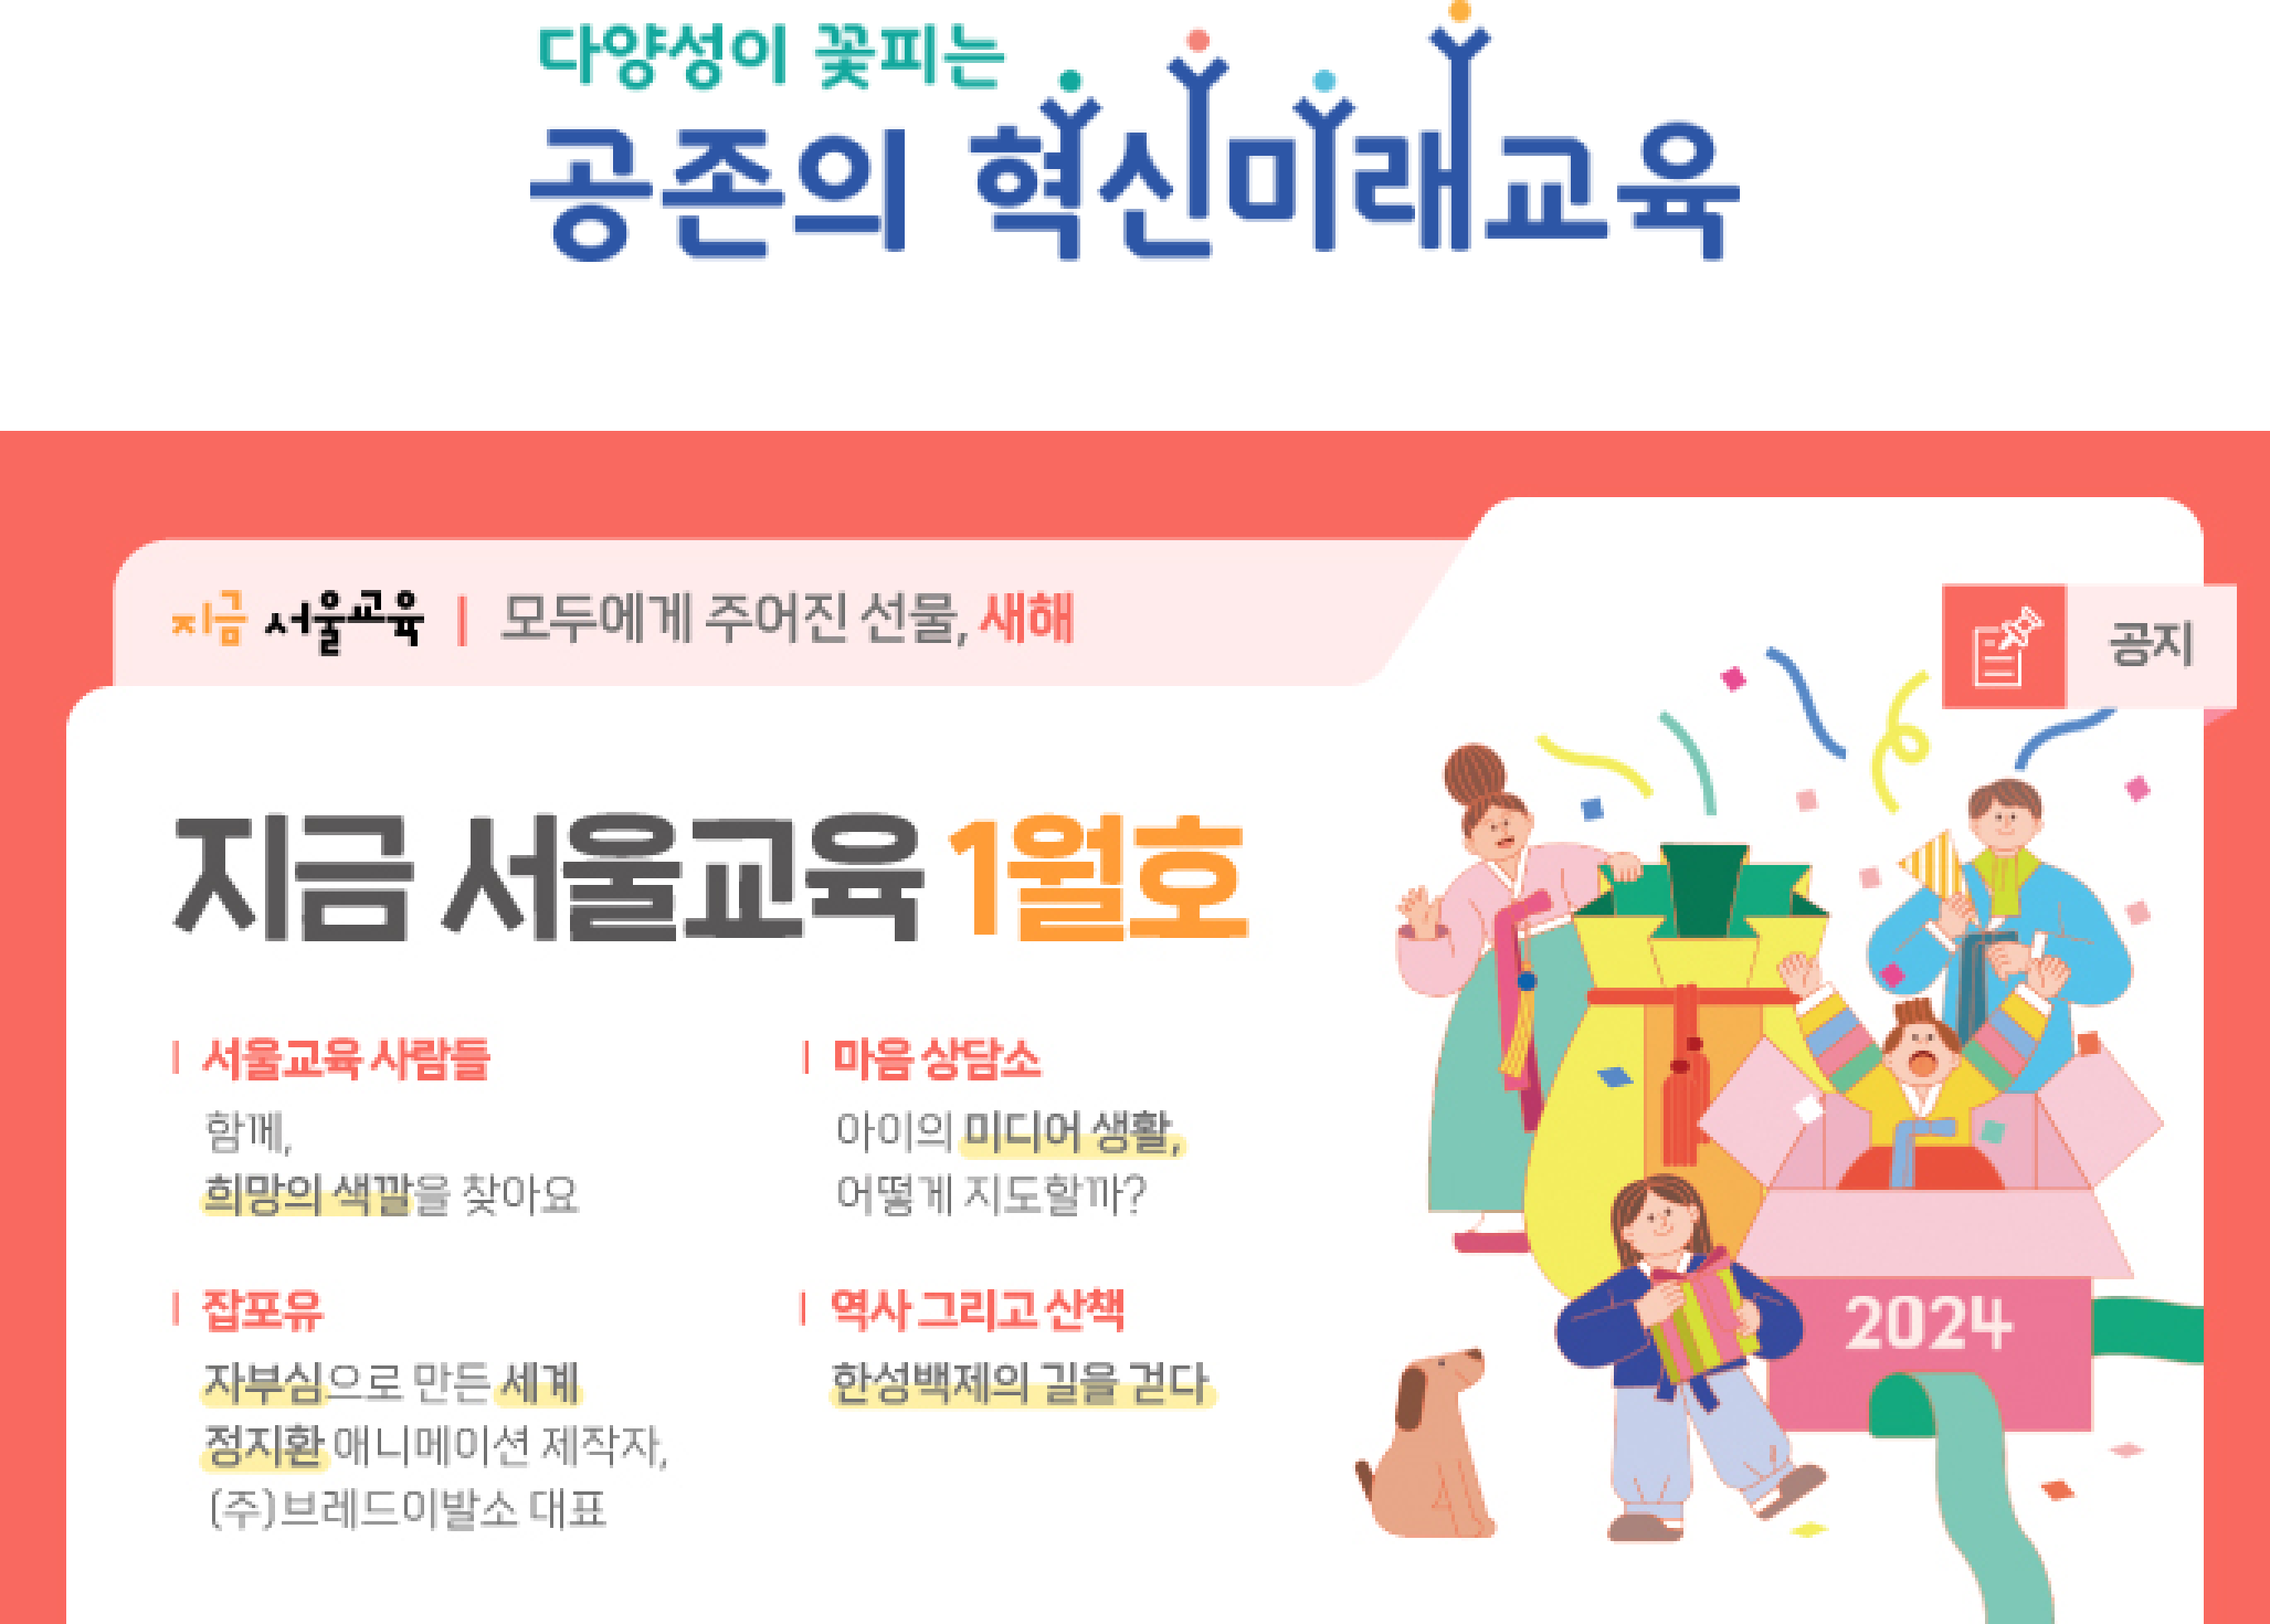 다양성이 꽃피는
공존의 혁신미래교육
지금 서울교육 | 모두에게 주어진 선물, 새해
공지
지금 서울교육 1월호
서울교육 사람들
함께,
희망의 색깔을 찾아요
마음 상담소
아이의 미디어 생활,
어떻게 지도할까?
잡포유
자부심으로 만든 세계
정지환 애니메이션 제작자,
(주)브레드이발소 대표
역사 그리고 산책
한성백제의 길을 걷다
2024